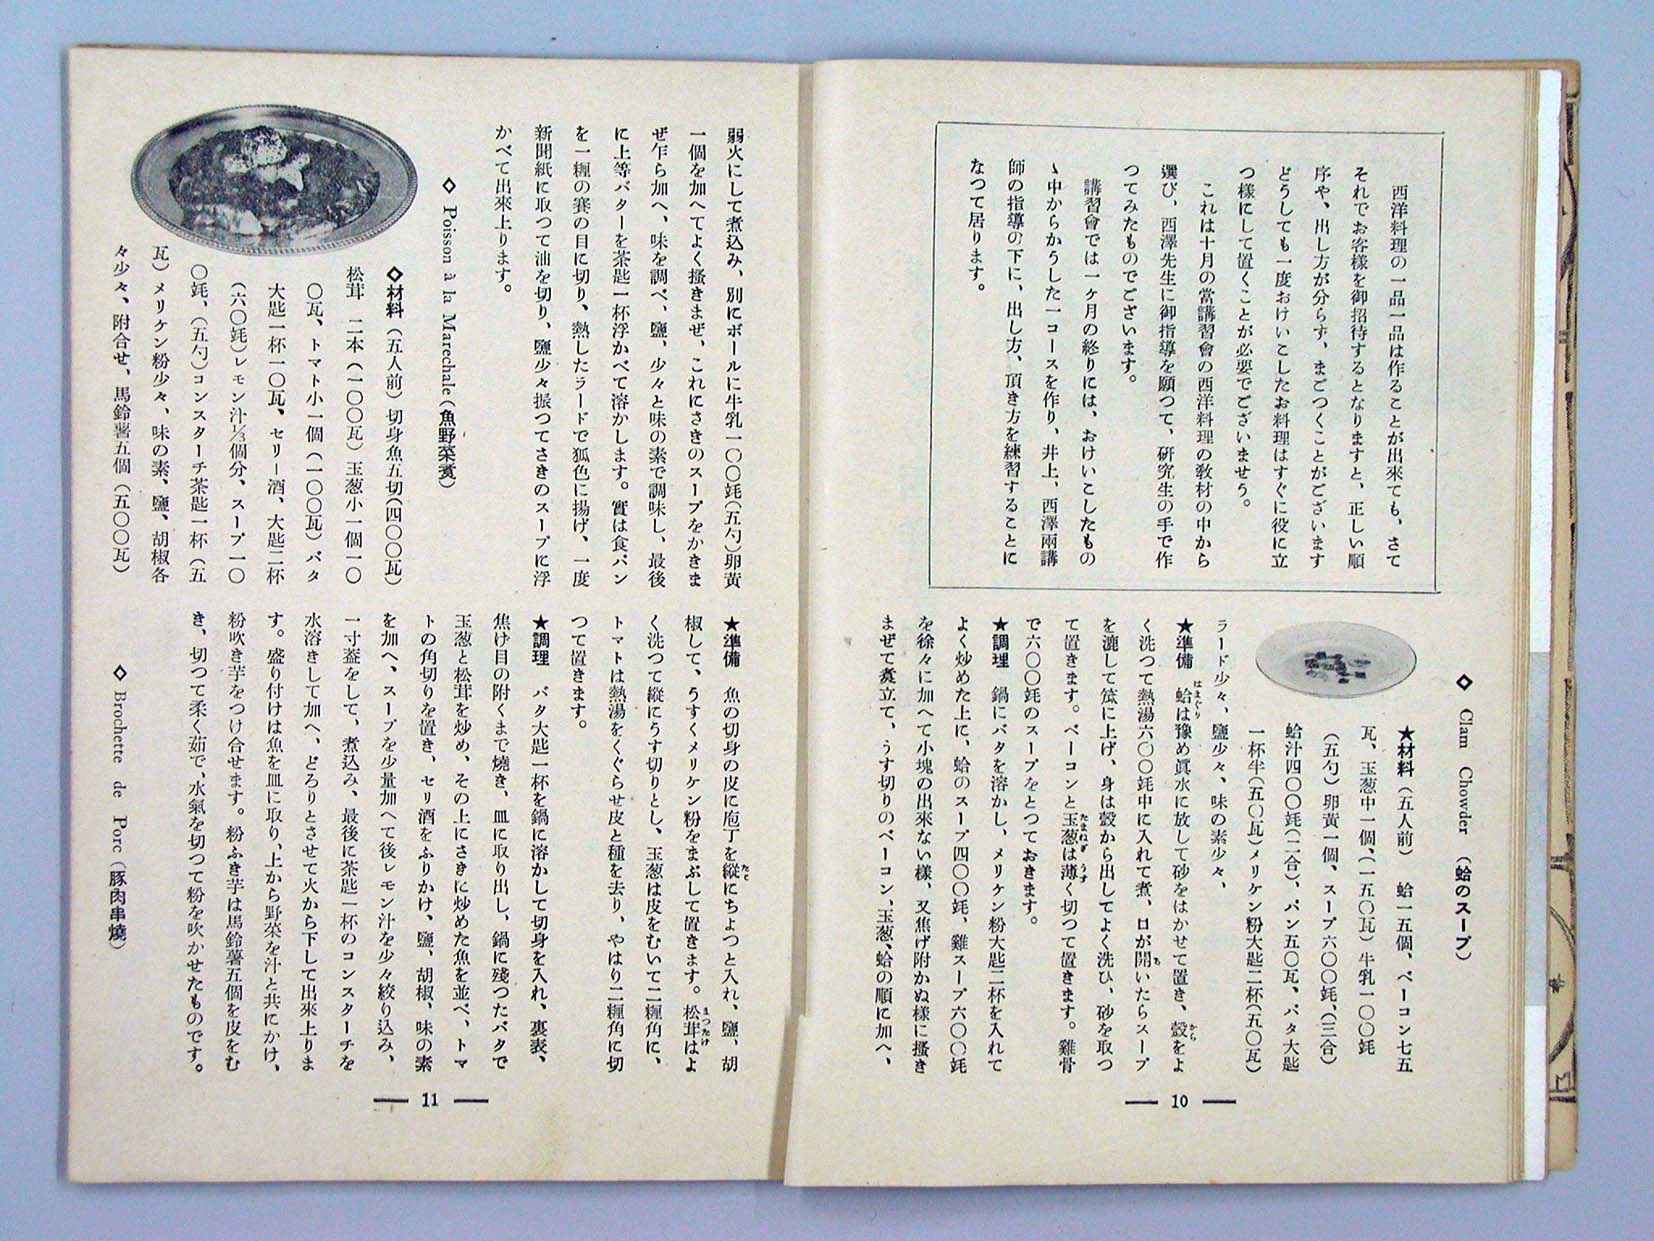 西洋料理の一品一品は作ることが出來ても、さて
それでお客樣を御招待するとなりますと、正しい順
序や、出し方が分らず、まごつくことがございます
どうしても一度おけいこしたお料理はすぐに役に立
つ樣にして置くことが必要でございませう。
これは十月の當講習會の西洋料理の敎材の中から
選び、西澤先生に御指導を願つて、硏究生の手で作
つてみたものでございます。
講習會では一ケ月の終りには、おけいこしたもの
ゝ中からかうした一コースを作り、井上、西澤兩講
師の指導の下に、出し方、頂き方を練習することに
なつて居ります。
◇ Clam Chowder （蛤のスープ）
★材料（五人前） 蛤一五個、ベーコン七五
瓦、玉葱中一個、（一五〇瓦）牛乳一〇〇竓
（五勺）卵黃一個、スープ六〇〇竓、（三合）
蛤汁四〇〇竓（二合）、パン五〇瓦、バタ大匙
一杯半（五〇瓦）メリケン粉大匙二杯（五〇瓦）
ラード少々、鹽少々、味の素少々、
★準備 蛤は豫め眞水に放して砂をはかせて置き、殼をよ
く洗つて熱湯六〇〇竓中に入れて煮、口が開いたらスープ
を漉して笊に上げ、身は殼から出してよく洗ひ、砂を取つ
て置きます。ベーコンと玉葱は薄く切つて置きます。雞骨
で六〇〇竓のスープをとつておきます。
★調理 鍋にバタを溶かし、メリケン粉大匙二杯を入れて
よく炒めた上に、蛤のスープ四〇〇竓、雞スープ六〇〇竓
を徐々に加へて小塊の出來ない樣、又焦げ附かぬ樣に搔き
まぜて煮立て、うす切りのベーコン、玉葱、蛤の順に加へ、
— 10 —
弱火にして煮込み、別にボールに牛乳一〇〇竓（五勺）卵黃
一個を加へてよく搔きまぜ、これにさきのスープをかきま
ぜ乍ら加へ、味を調べ、鹽、少々と味の素で調味し、最後
に上等バターを茶匙一杯浮かべて溶かします。實は食パン
を一糎の賽の目に切り、熱したラードで狐色に揚げ、一度
新聞紙に取つて油を切り、鹽少々振つてさきのスープに浮
かべて出來上ります。
◇ Poisson à la Marechale（魚野菜煮）
◇材料（五人前）切身魚五切（四〇〇瓦）
松茸 二本（一〇〇瓦）玉葱小一個一〇
〇瓦、トマト小一個（一〇〇瓦）バタ
大匙一杯一〇瓦、セリー酒、大匙二杯
（六〇竓）レモン汁⅓個分、スープ一〇
〇竓、（五勺）コンスターチ茶匙一杯（五
瓦）メリケン粉少々、味の素、鹽、胡椒各
々少々、附合せ、馬鈴薯五個（五〇〇瓦）
★準備 魚の切身の皮に庖丁を縱にちよつと入れ、鹽、胡
椒して、うすくメリケン粉をまぶして置きます。松茸はよ
く洗つて縱にうす切りとし、玉葱は皮をむいて二糎角に、
トマトは熱湯をくぐらせ皮と種を去り、やはり二糎角に切
つて置きます。
★調理 バタ大匙一杯を鍋に溶かして切身を入れ、裏表、
焦け目の附くまで燒き、皿に取り出し、鍋に殘つたバタで
玉葱と松茸を炒め、その上にさきに炒めた魚を並べ、トマ
トの角切りを置き、セリ酒をふりかけ、鹽、胡椒、味の素
を加へ、スープを少量加へて後レモン汁を少々絞り込み、
一寸蓋をして、煮込み、最後に茶匙一杯のコンスターチを
水溶きして加へ、どろりとさせて火から下して出來上りま
す。盛り付けは魚を皿に取り、上から野菜を汁と共にかけ、
粉吹き芋をつけ合せます。粉ふき芋は馬鈴薯五個を皮をむ
き、切つて柔く茹で、水氣を切つて粉を吹かせたものです。
◇ Brochette de Porc（豚肉串燒）
— 11 —